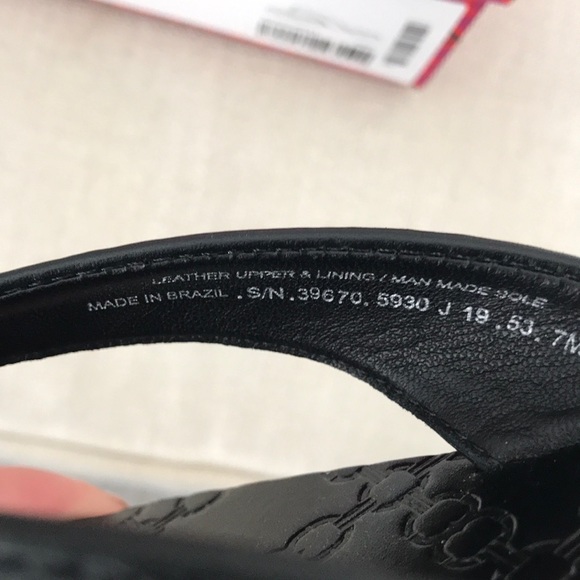 LEATHER UPPER & LINING / MAN MADE SOLE
MADE IN BRAZIL .S/N.39670.5930 J 19 .53. 7M